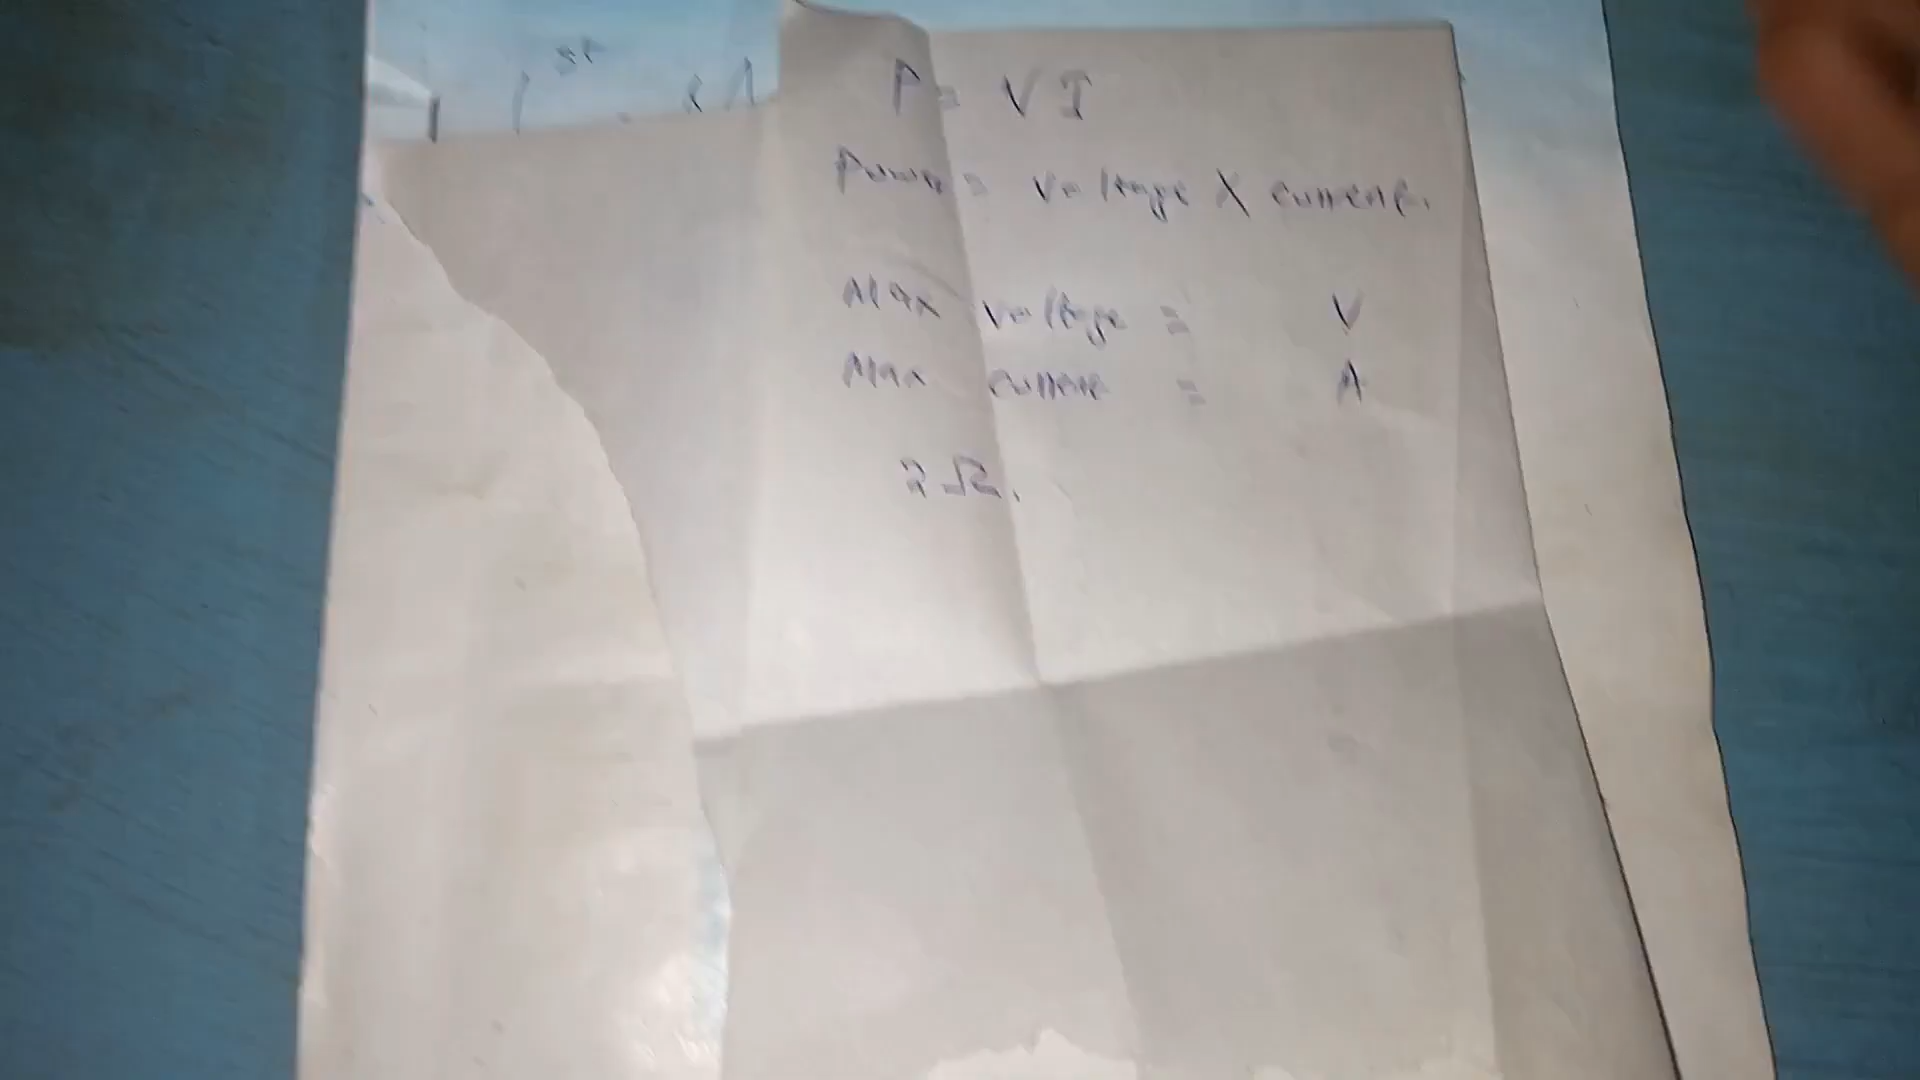 P = VI
Power = voltage X current.
Max voltage = V
Max current = A
2Ω.